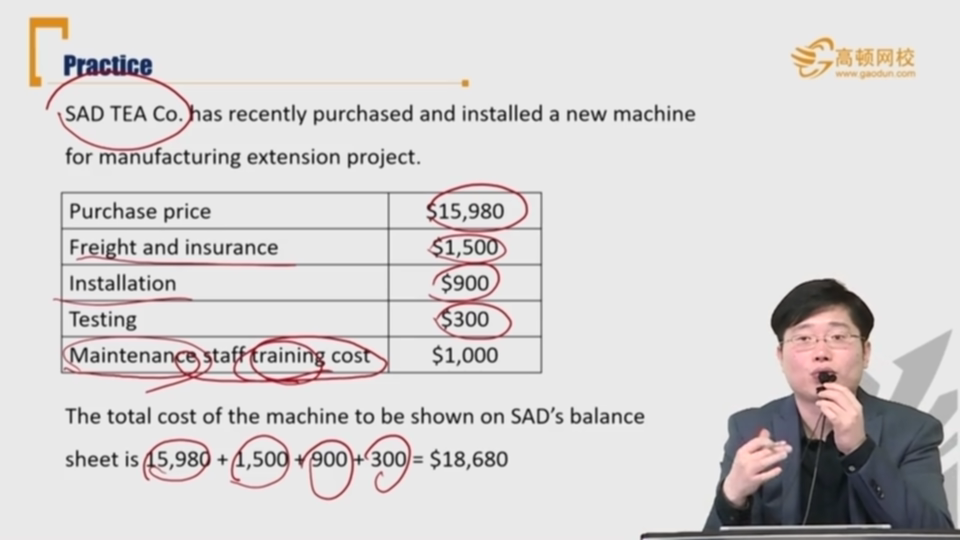 Practice
高顿网校
www.gaodun.com
SAD TEA Co. has recently purchased and installed a new machine
for manufacturing extension project.
Purchase price $15,980
Freight and insurance $1,500
Installation $900
Testing $300
Maintenance staff training cost $1,000
The total cost of the machine to be shown on SAD’s balance
sheet is 15,980 + 1,500 + 900 + 300 = $18,680